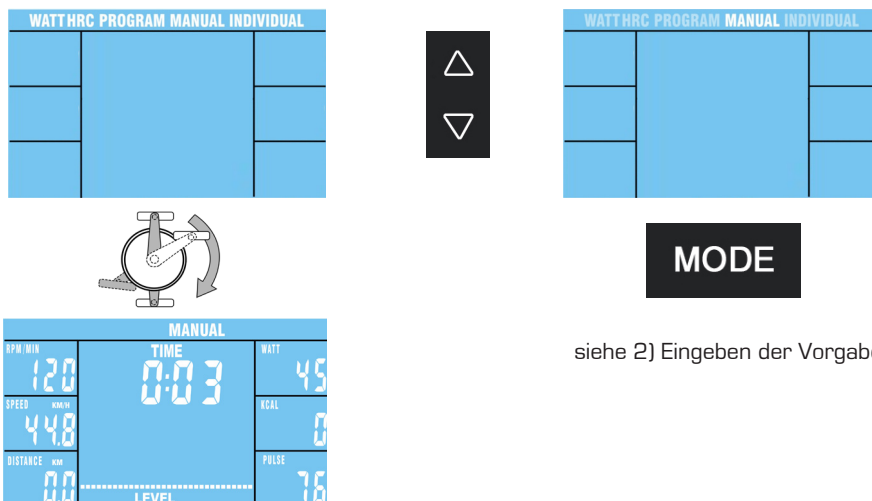 WATT HRC PROGRAM MANUAL INDIVIDUAL
WATT HRC PROGRAM MANUAL INDIVIDUAL
MODE
siehe 2) Eingeben der Vorgabe
MANUAL
RPM/MIN
120
TIME
0:03
WATT
45
SPEED KM/H
44.8
KCAL
0
DISTANCE KM
0.0
PULSE
76
LEVEL